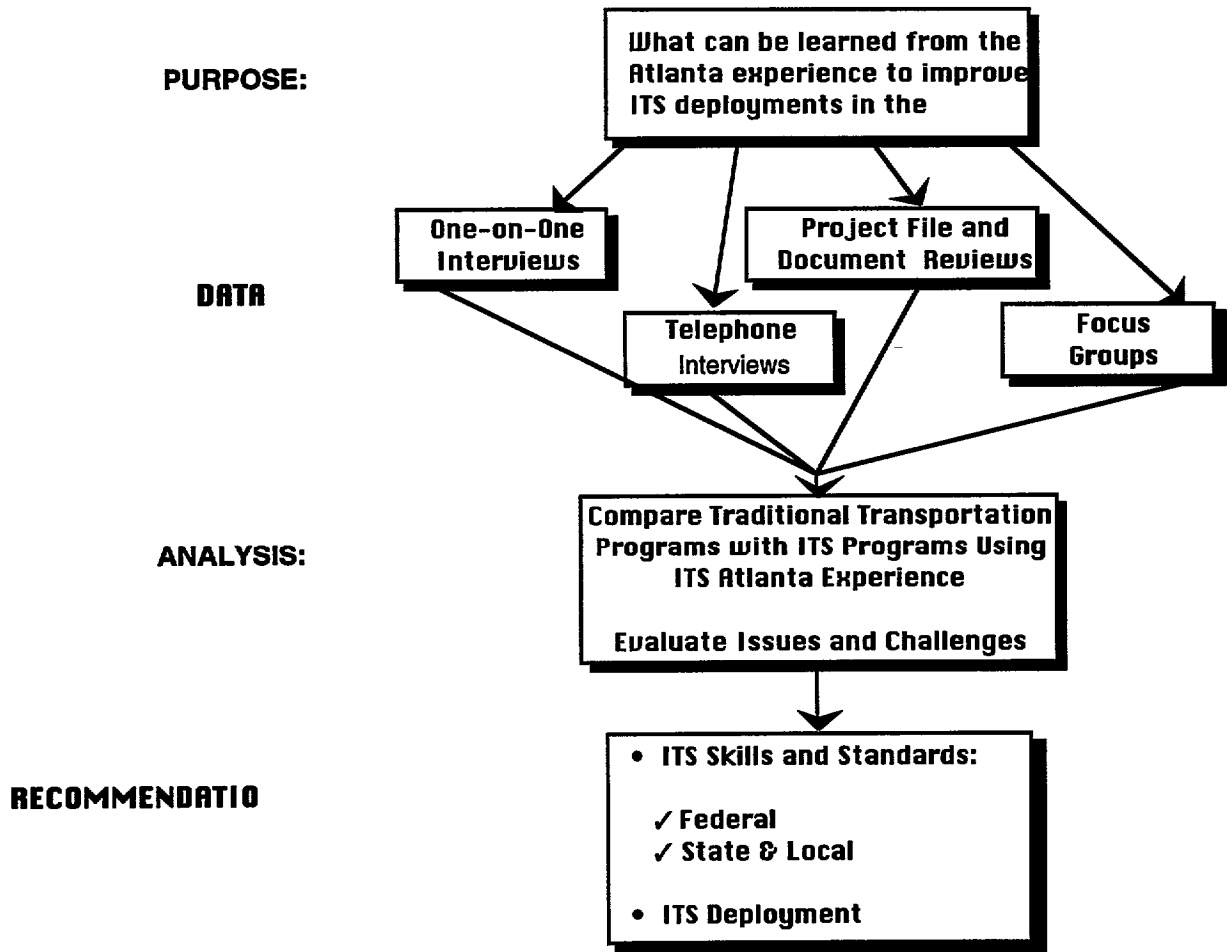 PURPOSE:
What can be learned from the
Atlanta experience to improve
ITS deployments in the
DATA
One-on-One
Interviews
Project File and
Document Reviews
Telephone
Interviews
Focus
Groups
ANALYSIS:
Compare Traditional Transportation
Programs with ITS Programs Using
ITS Atlanta Experience
Evaluate Issues and Challenges
RECOMMENDATIO
• ITS Skills and Standards:
✓ Federal
✓ State & Local
• ITS Deployment